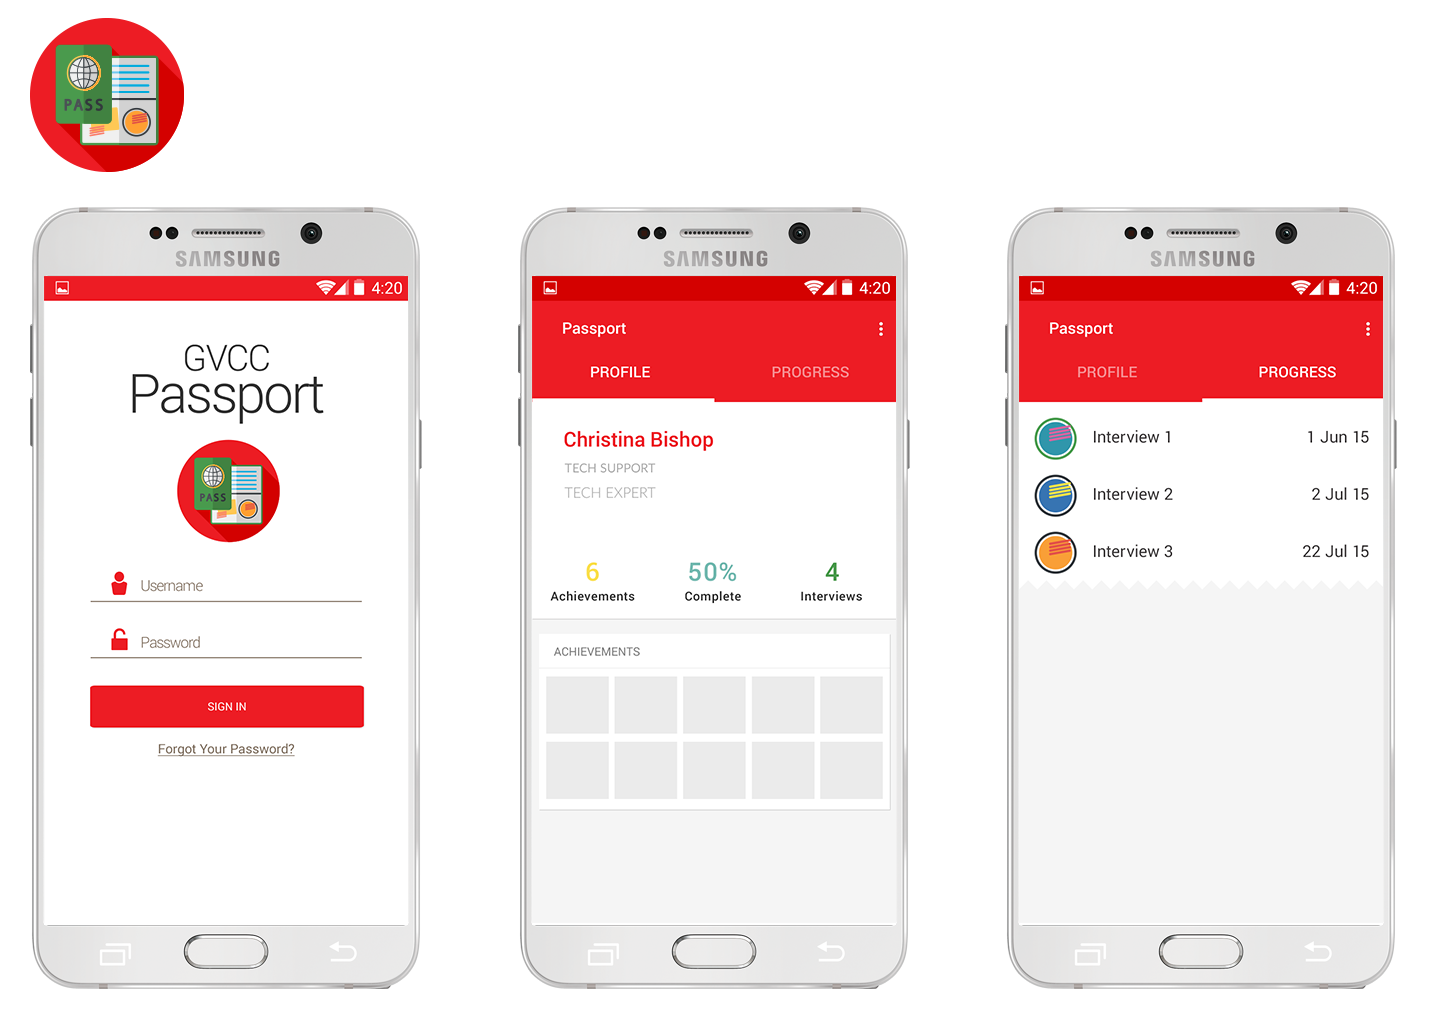 PASS
SAMSUNG
4:20
GVCC
Passport
PASS
Username
Password
SIGN IN
Forgot Your Password?
SAMSUNG
4:20
Passport
PROFILE PROGRESS
Christina Bishop
TECH SUPPORT
TECH EXPERT
6 50% 4
Achievements Complete Interviews
ACHIEVEMENTS
SAMSUNG
4:20
Passport
PROFILE PROGRESS
Interview 1 1 Jun 15
Interview 2 2 Jul 15
Interview 3 22 Jul 15